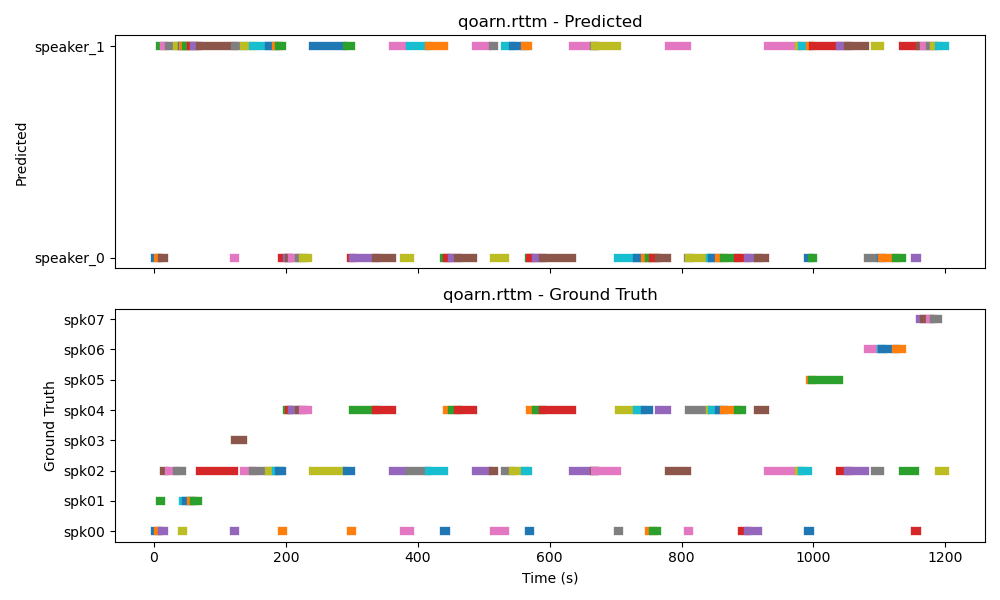 qoarn.rttm - Predicted
speaker_1
Predicted
speaker_0
qoarn.rttm - Ground Truth
spk07
spk06
spk05
spk04
Ground Truth
spk03
spk02
spk01
spk00
0 200 400 600 800 1000 1200
Time (s)